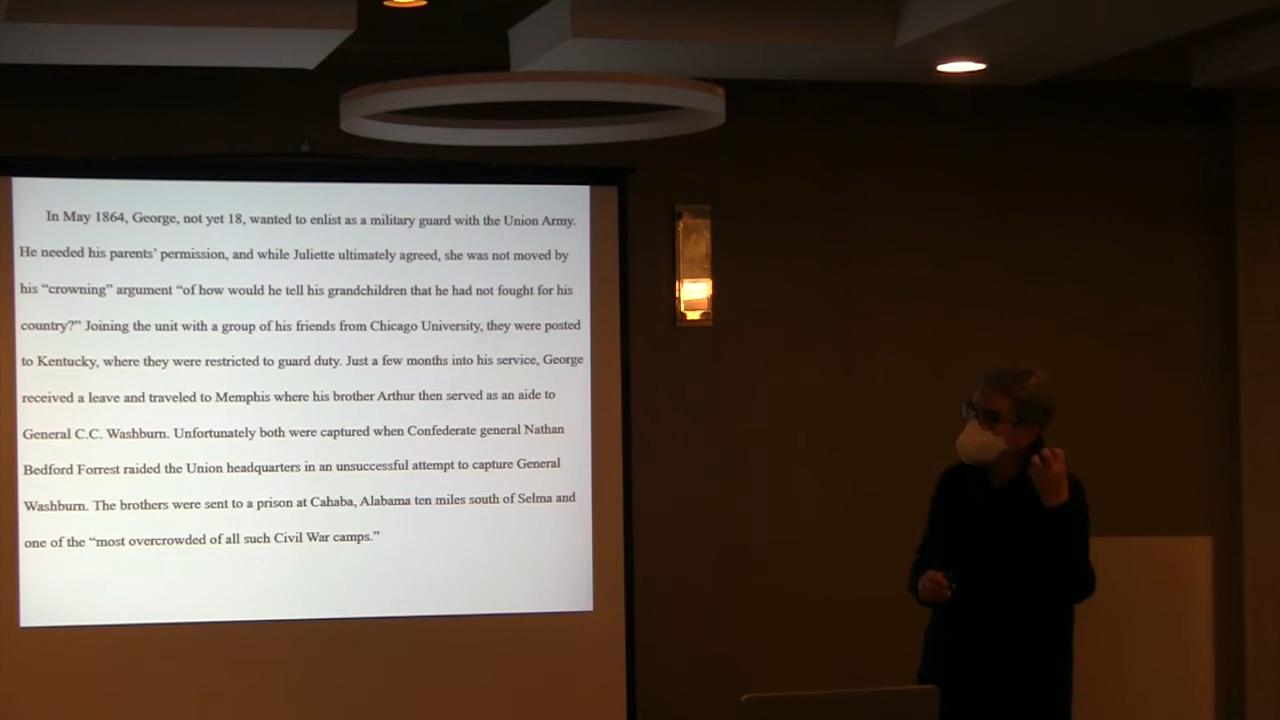 In May 1864, George, not yet 18, wanted to enlist as a military guard with the Union Army.
He needed his parents’ permission, and while Juliette ultimately agreed, she was not moved by
his “crowning” argument “of how would he tell his grandchildren that he had not fought for his
country?” Joining the unit with a group of his friends from Chicago University, they were posted
to Kentucky, where they were restricted to guard duty. Just a few months into his service, George
received a leave and traveled to Memphis where his brother Arthur then served as an aide to
General C.C. Washburn. Unfortunately both were captured when Confederate general Nathan
Bedford Forrest raided the Union headquarters in an unsuccessful attempt to capture General
Washburn. The brothers were sent to a prison at Cahaba, Alabama ten miles south of Selma and
one of the “most overcrowded of all such Civil War camps.”